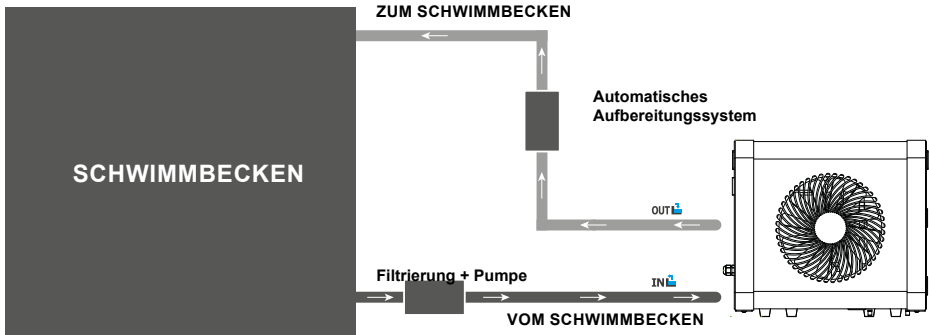 ZUM SCHWIMMBECKEN
Automatisches
Aufbereitungssystem
SCHWIMMBECKEN
OUT
Filtrierung + Pumpe
IN
VOM SCHWIMMBECKEN